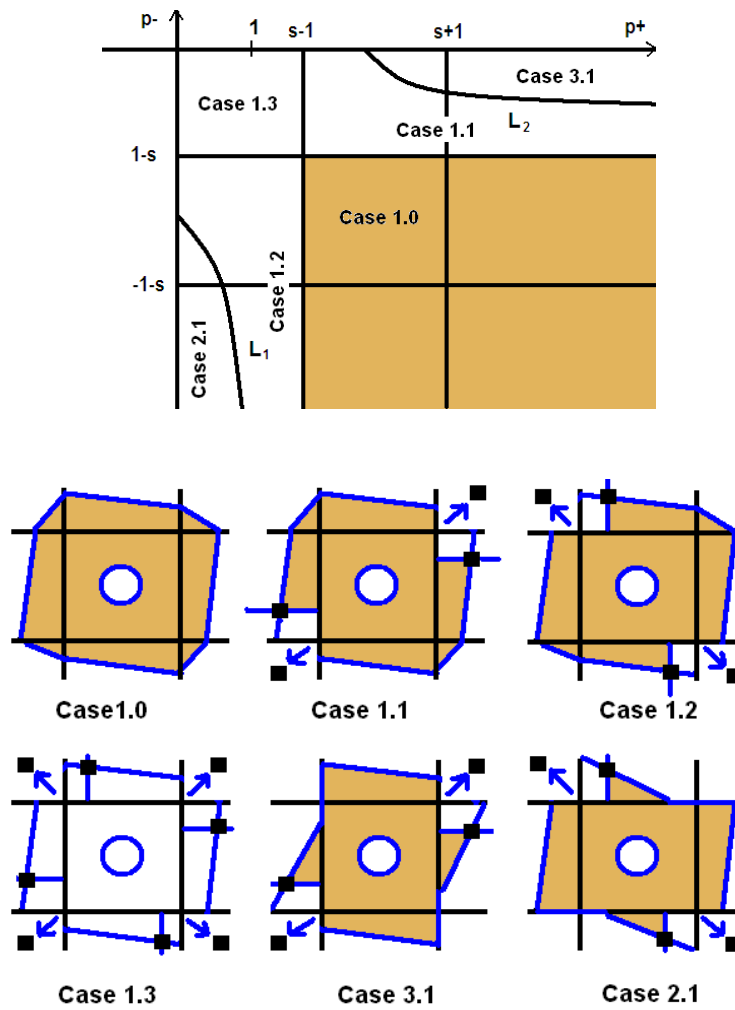 p- 1 s-1 s+1 p+
Case 3.1
Case 1.3
Case 1.1 L2
1-s
Case 1.0
-1-s
Case 1.2
Case 2.1
L1
Case1.0 Case 1.1 Case 1.2
Case 1.3 Case 3.1 Case 2.1